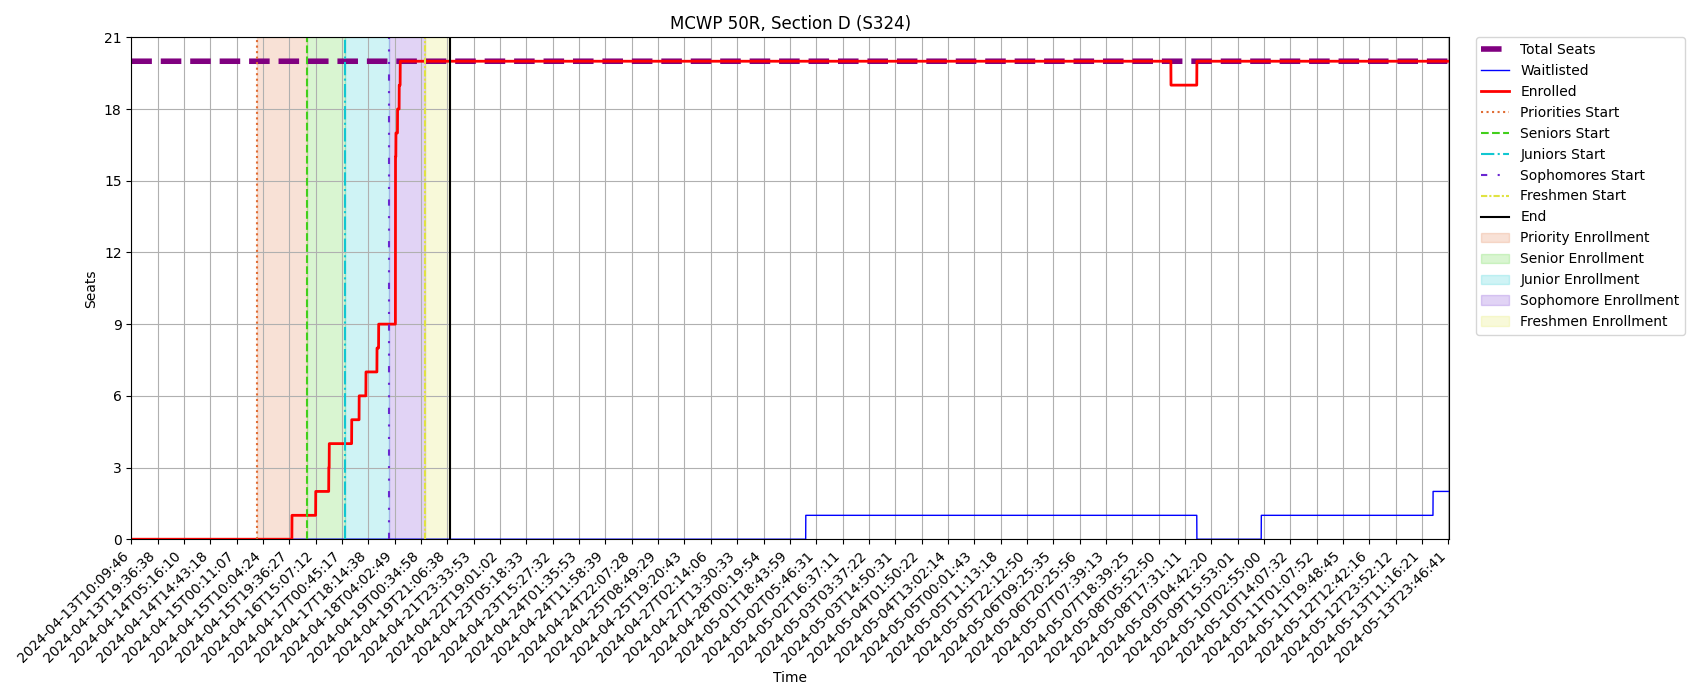 MCWP 50R, Section D (S324)
21
18
15
12
9
6
3
0
Seats
2024-04-13T10:09:46
2024-04-13T19:36:38
2024-04-14T05:16:10
2024-04-14T14:43:18
2024-04-15T00:11:07
2024-04-15T10:04:24
2024-04-15T19:36:27
2024-04-16T15:07:12
2024-04-17T00:45:17
2024-04-17T18:14:38
2024-04-18T04:02:49
2024-04-19T00:34:58
2024-04-19T21:06:38
2024-04-21T23:33:53
2024-04-22T19:01:02
2024-04-23T05:18:33
2024-04-23T15:27:32
2024-04-24T01:35:53
2024-04-24T11:58:39
2024-04-24T22:07:28
2024-04-25T08:49:29
2024-04-25T19:20:43
2024-04-27T02:14:06
2024-04-27T13:30:33
2024-04-28T00:19:54
2024-05-01T18:43:59
2024-05-02T05:46:31
2024-05-02T16:37:11
2024-05-03T03:37:22
2024-05-03T14:50:31
2024-05-04T01:50:22
2024-05-04T13:02:14
2024-05-05T00:01:43
2024-05-05T11:13:18
2024-05-05T22:12:50
2024-05-06T09:25:35
2024-05-06T20:25:56
2024-05-07T07:39:13
2024-05-07T18:39:25
2024-05-08T05:52:50
2024-05-08T17:31:11
2024-05-09T04:42:20
2024-05-09T15:53:01
2024-05-10T02:55:00
2024-05-10T14:07:32
2024-05-11T01:07:52
2024-05-11T19:48:45
2024-05-12T12:42:16
2024-05-12T23:52:12
2024-05-13T11:16:21
2024-05-13T23:46:41
Time
Total Seats
Waitlisted
Enrolled
Priorities Start
Seniors Start
Juniors Start
Sophomores Start
Freshmen Start
End
Priority Enrollment
Senior Enrollment
Junior Enrollment
Sophomore Enrollment
Freshmen Enrollment